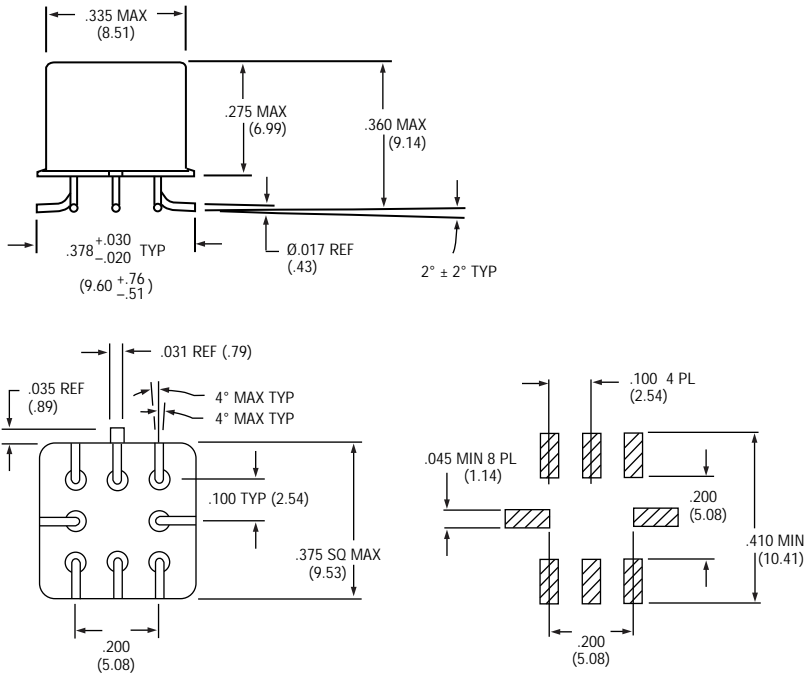 .335 MAX
(8.51)
.275 MAX
(6.99)
.360 MAX
(9.14)
.378 +.030 –.020 TYP
(9.60 +.76 –.51 )
Ø.017 REF
(.43)
2° ± 2° TYP
.031 REF (.79)
.035 REF
(.89)
4° MAX TYP
4° MAX TYP
.100 TYP (2.54)
.375 SQ MAX
(9.53)
.200
(5.08)
.100 4 PL
(2.54)
.045 MIN 8 PL
(1.14)
.200
(5.08)
.410 MIN
(10.41)
.200
(5.08)